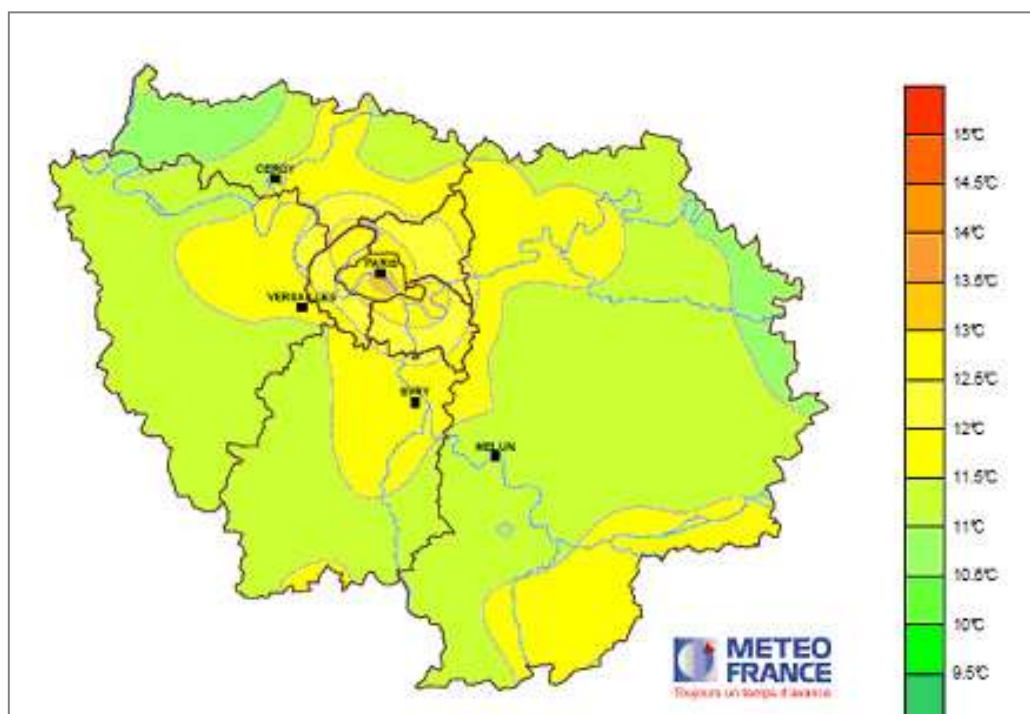 CERGY
PARIS
VERSAILLES
EVRY
MELUN
15°C
14.5°C
14°C
13.5°C
13°C
12.5°C
12°C
11.5°C
11°C
10.5°C
10°C
9.5°C
METEO
FRANCE
Toujours un temps d'avance